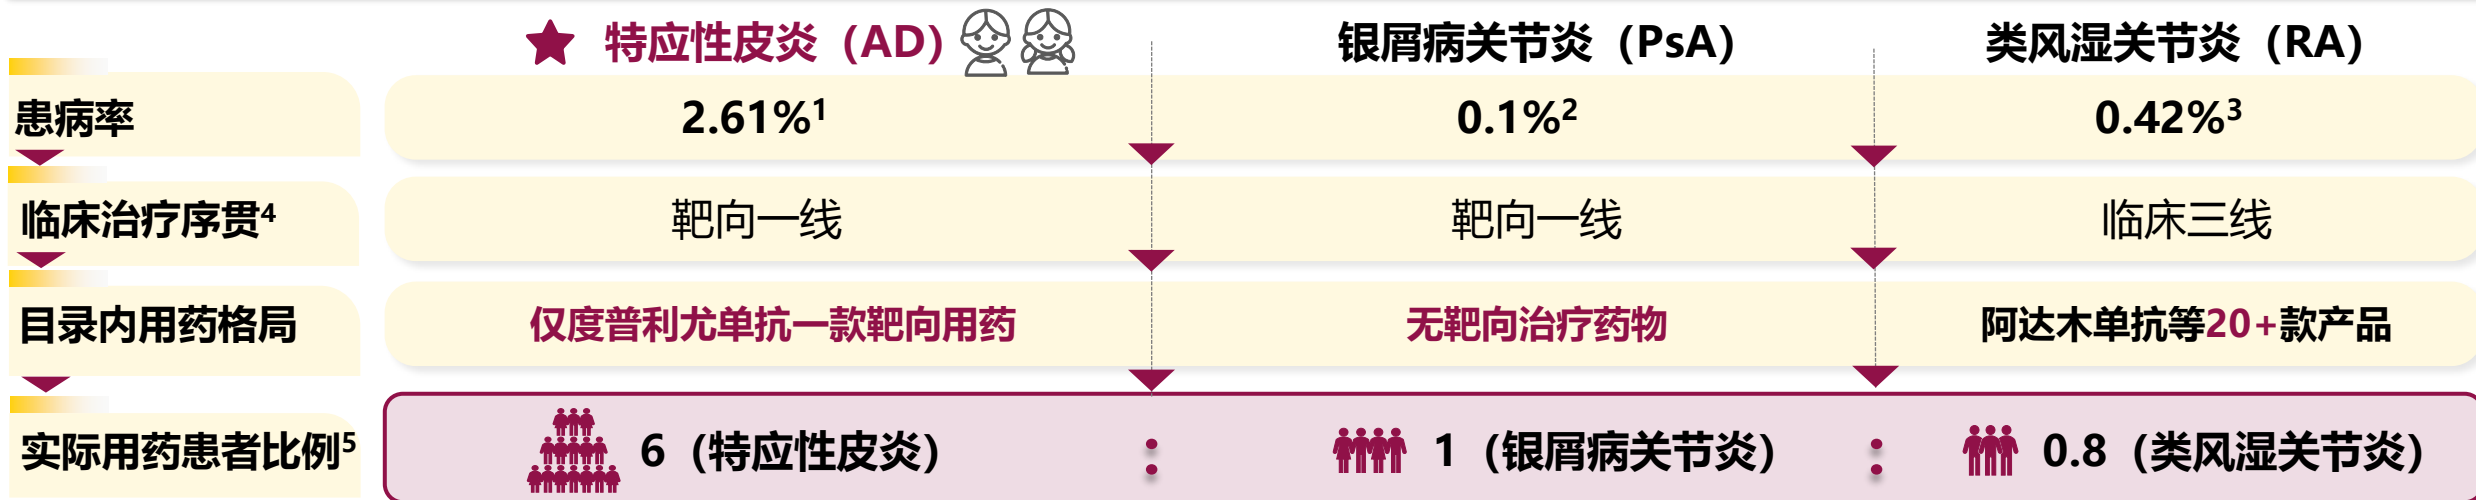 特应性皮炎（AD） 银屑病关节炎（PsA） 类风湿关节炎（RA）
患病率 2.61%¹ 0.1%² 0.42%³
临床治疗序贯⁴ 靶向一线 靶向一线 临床三线
目录内用药格局 仅度普利尤单抗一款靶向用药 无靶向治疗药物 阿达木单抗等20+款产品
实际用药患者比例⁵ 6（特应性皮炎） : 1（银屑病关节炎） : 0.8（类风湿关节炎）